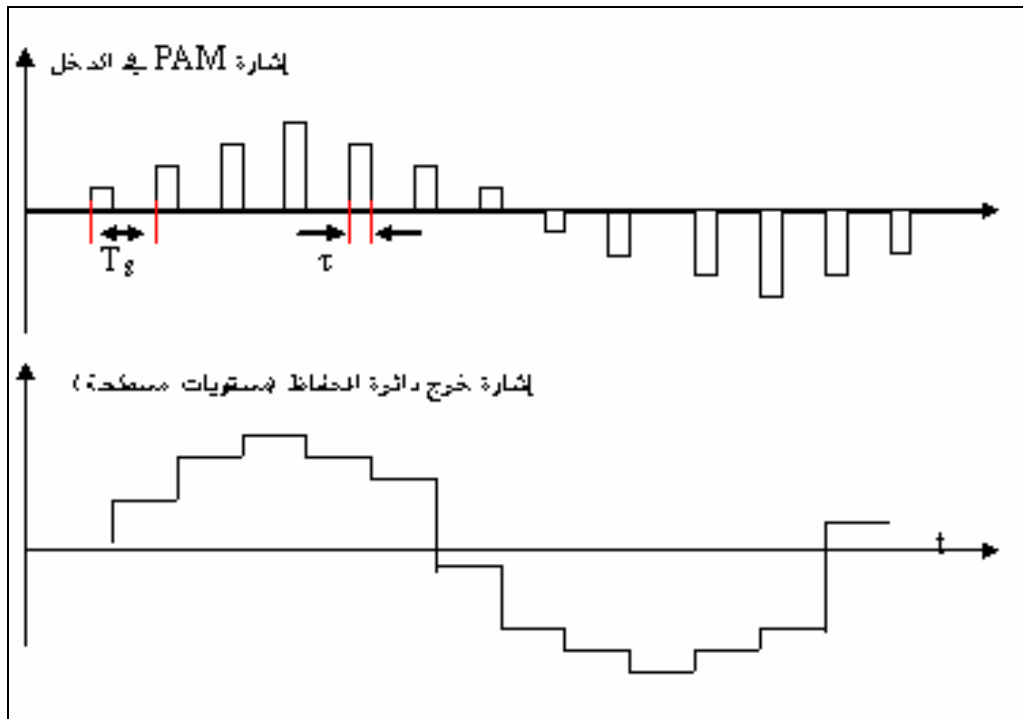 إشارة PAM في الدخل
Ts
τ
إشارة خرج دائرة الحفاظ (مستويات مسطحة)
t